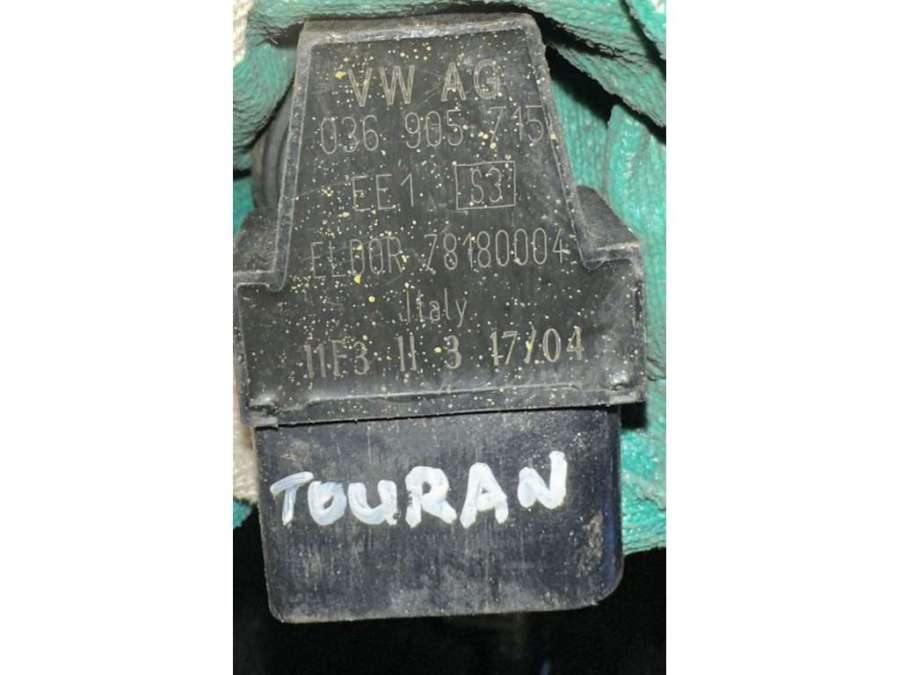 VW AG
036 905 715
EE1 S3
ELDOR 78180004
Italy
11F3 11 3 17/04
TOURAN